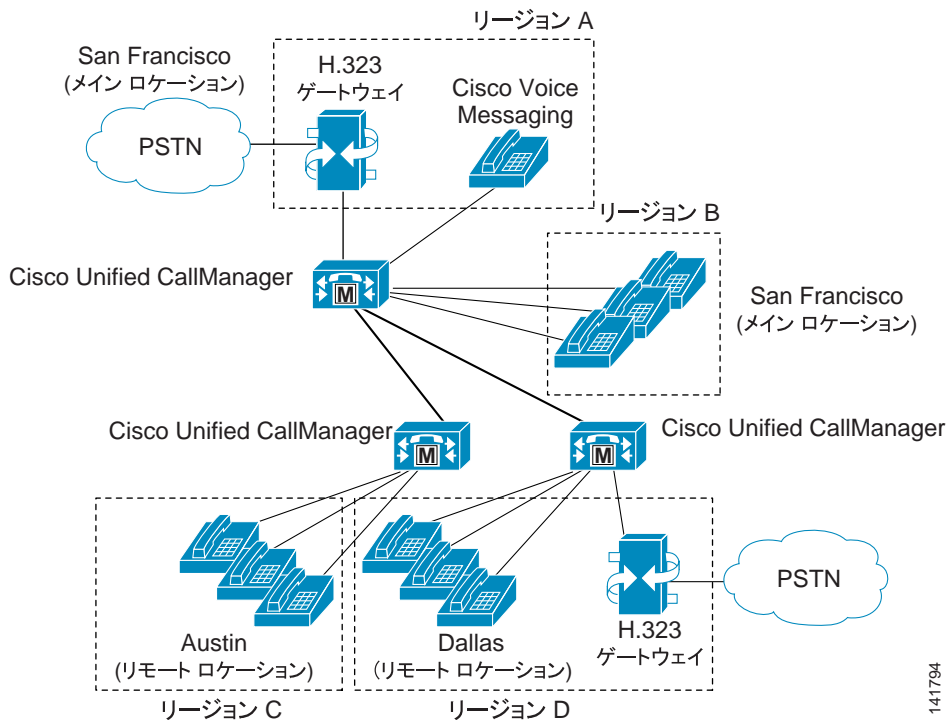 リージョン A
San Francisco
(メイン ロケーション)
PSTN
H.323
ゲートウェイ
Cisco Voice
Messaging
リージョン B
Cisco Unified CallManager
M
San Francisco
(メイン ロケーション)
Cisco Unified CallManager
M
M
Cisco Unified CallManager
Austin
(リモート ロケーション)
Dallas
(リモート ロケーション)
H.323
ゲートウェイ
PSTN
リージョン C
リージョン D
141794